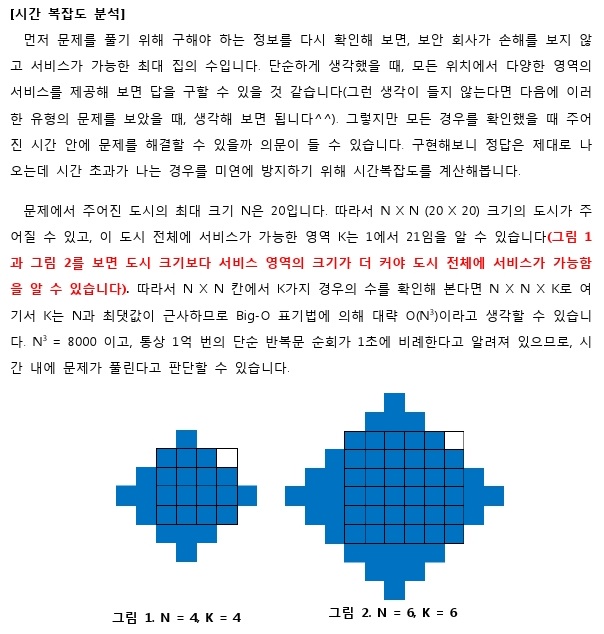 [시간 복잡도 분석]
먼저 문제를 풀기 위해 구해야 하는 정보를 다시 확인해 보면, 보안 회사가 손해를 보지 않
고 서비스가 가능한 최대 집의 수입니다. 단순하게 생각했을 때, 모든 위치에서 다양한 영역의
서비스를 제공해 보면 답을 구할 수 있을 것 같습니다(그런 생각이 들지 않는다면 다음에 이러
한 유형의 문제를 보았을 때, 생각해 보면 됩니다^^). 그렇지만 모든 경우를 확인했을 때 주어
진 시간 안에 문제를 해결할 수 있을까 의문이 들 수 있습니다. 구현해보니 정답은 제대로 나
오는데 시간 초과가 나는 경우를 미연에 방지하기 위해 시간복잡도를 계산해봅니다.
문제에서 주어진 도시의 최대 크기 N은 20입니다. 따라서 N X N (20 X 20) 크기의 도시가 주
어질 수 있고, 이 도시 전체에 서비스가 가능한 영역 K는 1에서 21임을 알 수 있습니다(그림 1
과 그림 2를 보면 도시 크기보다 서비스 영역의 크기가 더 커야 도시 전체에 서비스가 가능함
을 알 수 있습니다). 따라서 N X N 칸에서 K가지 경우의 수를 확인해 본다면 N X N X K로 여
기서 K는 N과 최댓값이 근사하므로 Big-O 표기법에 의해 대략 O(N³)이라고 생각할 수 있습니
다. N³ = 8000 이고, 통상 1억 번의 단순 반복문 순회가 1초에 비례한다고 알려져 있으므로, 시
간 내에 문제가 풀린다고 판단할 수 있습니다.
그림 1. N = 4, K = 4
그림 2. N = 6, K = 6